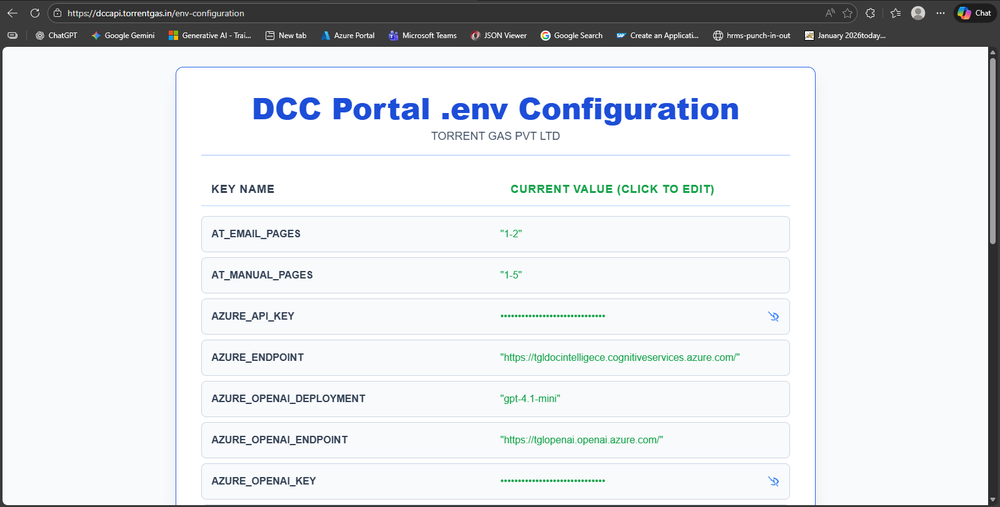 https://dccapi.torrentgas.in/env-configuration
Chat
ChatGPT
Google Gemini
Generative AI - Trai...
New tab
Azure Portal
Microsoft Teams
JSON Viewer
Google Search
Create an Applicati...
hrms-punch-in-out
January 2026today...
DCC Portal .env Configuration
TORRENT GAS PVT LTD
KEY NAME
CURRENT VALUE (CLICK TO EDIT)
AT_EMAIL_PAGES
"1-2"
AT_MANUAL_PAGES
"1-5"
AZURE_API_KEY
••••••••••••••••••••••••••••••
AZURE_ENDPOINT
"https://tgldocintelligece.cognitiveservices.azure.com/"
AZURE_OPENAI_DEPLOYMENT
"gpt-4.1-mini"
AZURE_OPENAI_ENDPOINT
"https://tglopenai.openai.azure.com/"
AZURE_OPENAI_KEY
••••••••••••••••••••••••••••••